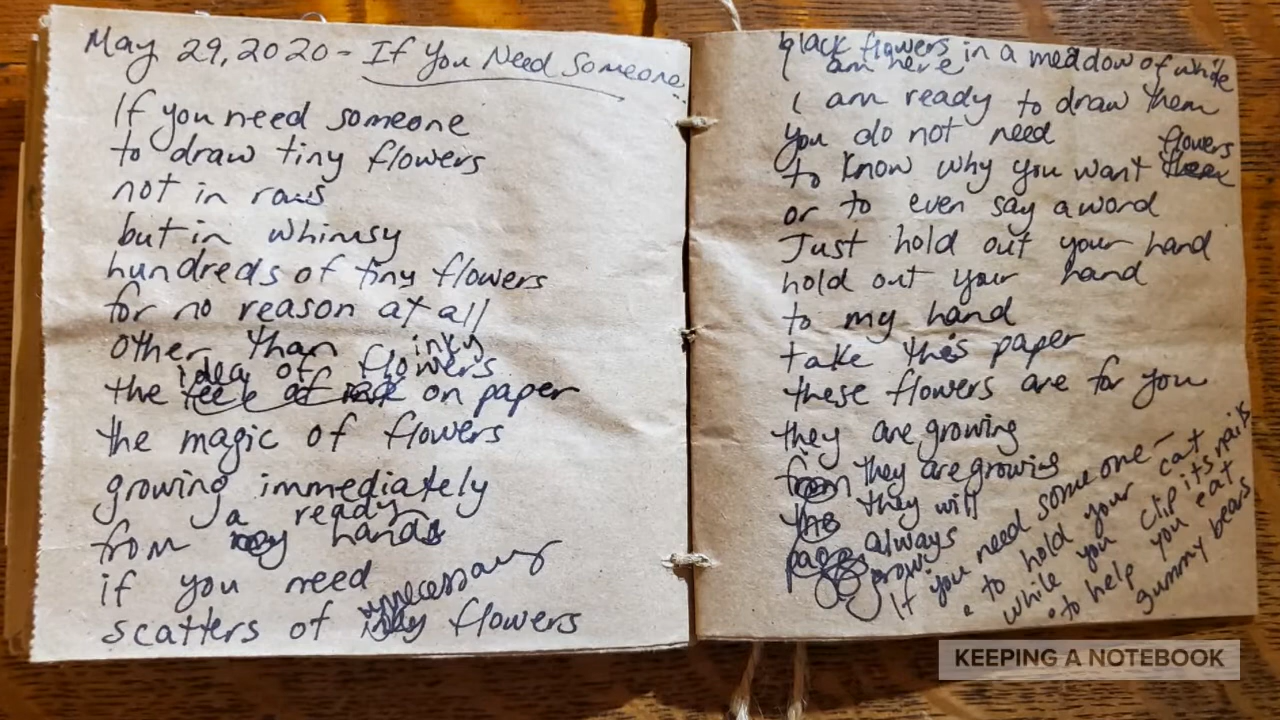 May 29, 2020 - If You Need Someone
If you need someone
to draw tiny flowers
not in rows
but in whimsy
hundreds of tiny flowers
for no reason at all
other than inky
idea of flowers
the on paper
the magic of flowers
growing immediately
a ready
from hand
if you need
unnecessary
scatters of flowers
black flowers in a meadow of white
am here
I am ready to draw them
you do not need
flowers
to know why you want them
or to even say a word
Just hold out your hand
hold out your hand
to my hand
take this paper
these flowers are for you
they are growing
from they are growing
the they will
pages always
grow
If you need someone -
• to hold your cat
while you clip its nails
• to help you eat
gummy bears
KEEPING A NOTEBOOK